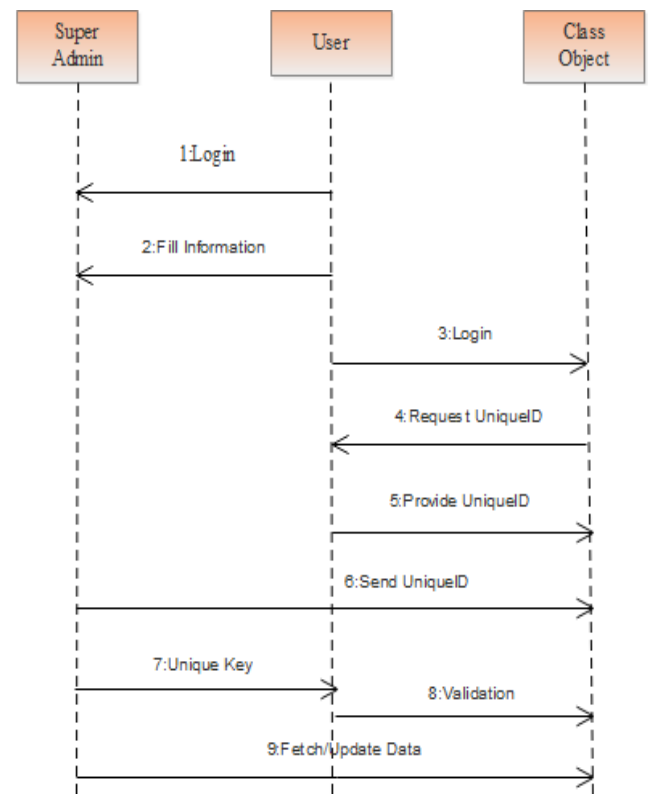 Super
Admin
User
Class
Object
1:Login
2:Fill Information
3:Login
4:Request UniqueID
5:Provide UniqueID
6:Send UniqueID
7:Unique Key
8:Validation
9:Fetch/Update Data